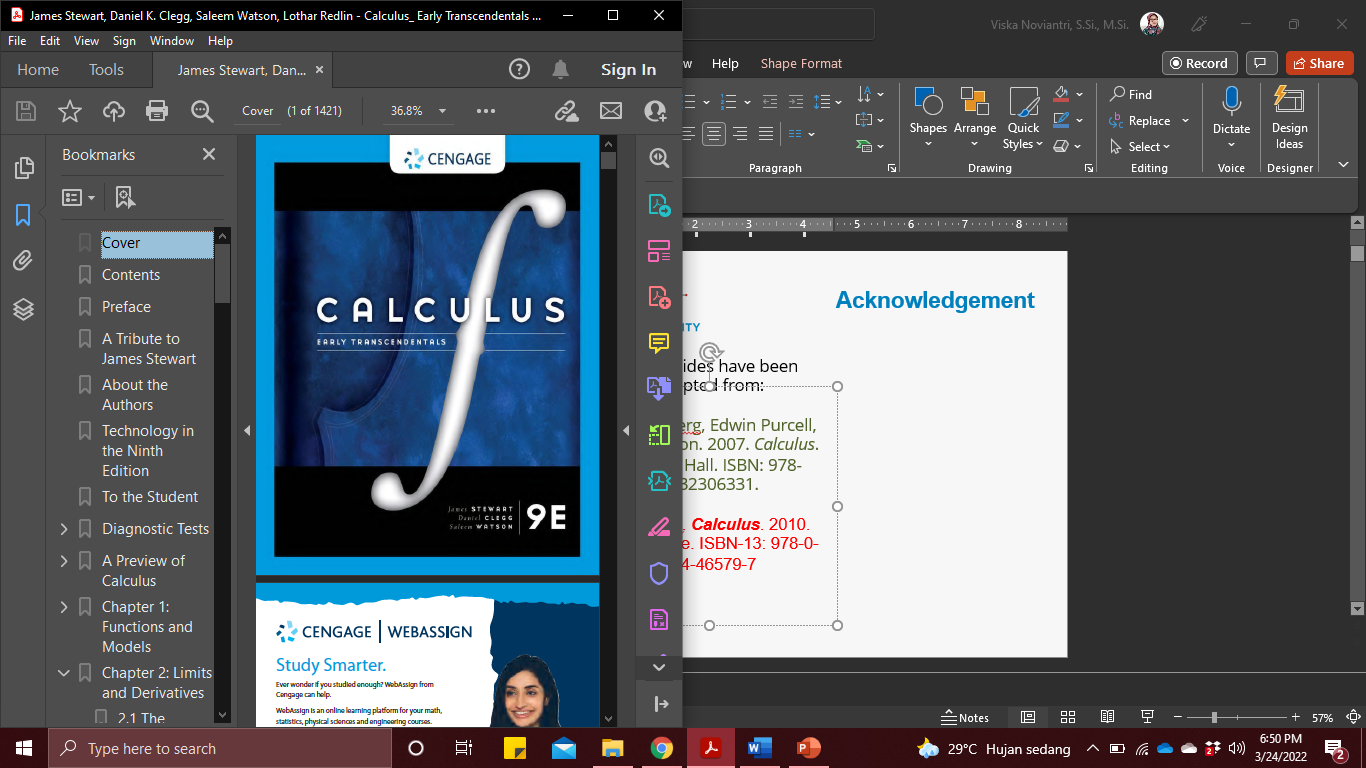 James Stewart, Daniel K. Clegg, Saleem Watson, Lothar Redlin - Calculus_ Early Transcendentals ...
File Edit View Sign Window Help
Home Tools James Stewart, Dan... Sign In
Cover (1 of 1421) 36.8%
Bookmarks
Cover
Contents
Preface
A Tribute to
James Stewart
About the
Authors
Technology in
the Ninth
Edition
To the Student
Diagnostic Tests
A Preview of
Calculus
Chapter 1:
Functions and
Models
Chapter 2: Limits
and Derivatives
2.1 The
CENGAGE
CALCULUS
EARLY TRANSCENDENTALS
James STEWART
Daniel CLEGG
Saleem WATSON
9E
CENGAGE WEBASSIGN
Study Smarter.
Ever wonder if you studied enough? WebAssign from
Cengage can help.
WebAssign is an online learning platform for your math,
statistics, physical sciences and engineering courses.
Viska Noviantri, S.Si., M.Si.
w Help Shape Format Record Share
Shapes Arrange Quick
Styles
Find
Replace
Select
Dictate Design
Ideas
Paragraph Drawing Editing Voice Designer
2 3 4 5 6 7 8
Acknowledgement
ITY
ides have been
pted from:
erg, Edwin Purcell,
on. 2007. Calculus.
Hall. ISBN: 978-
32306331.
, Calculus. 2010.
e. ISBN-13: 978-0-
4-46579-7
Notes 57%
Type here to search
29°C Hujan sedang
6:50 PM
3/24/2022
2